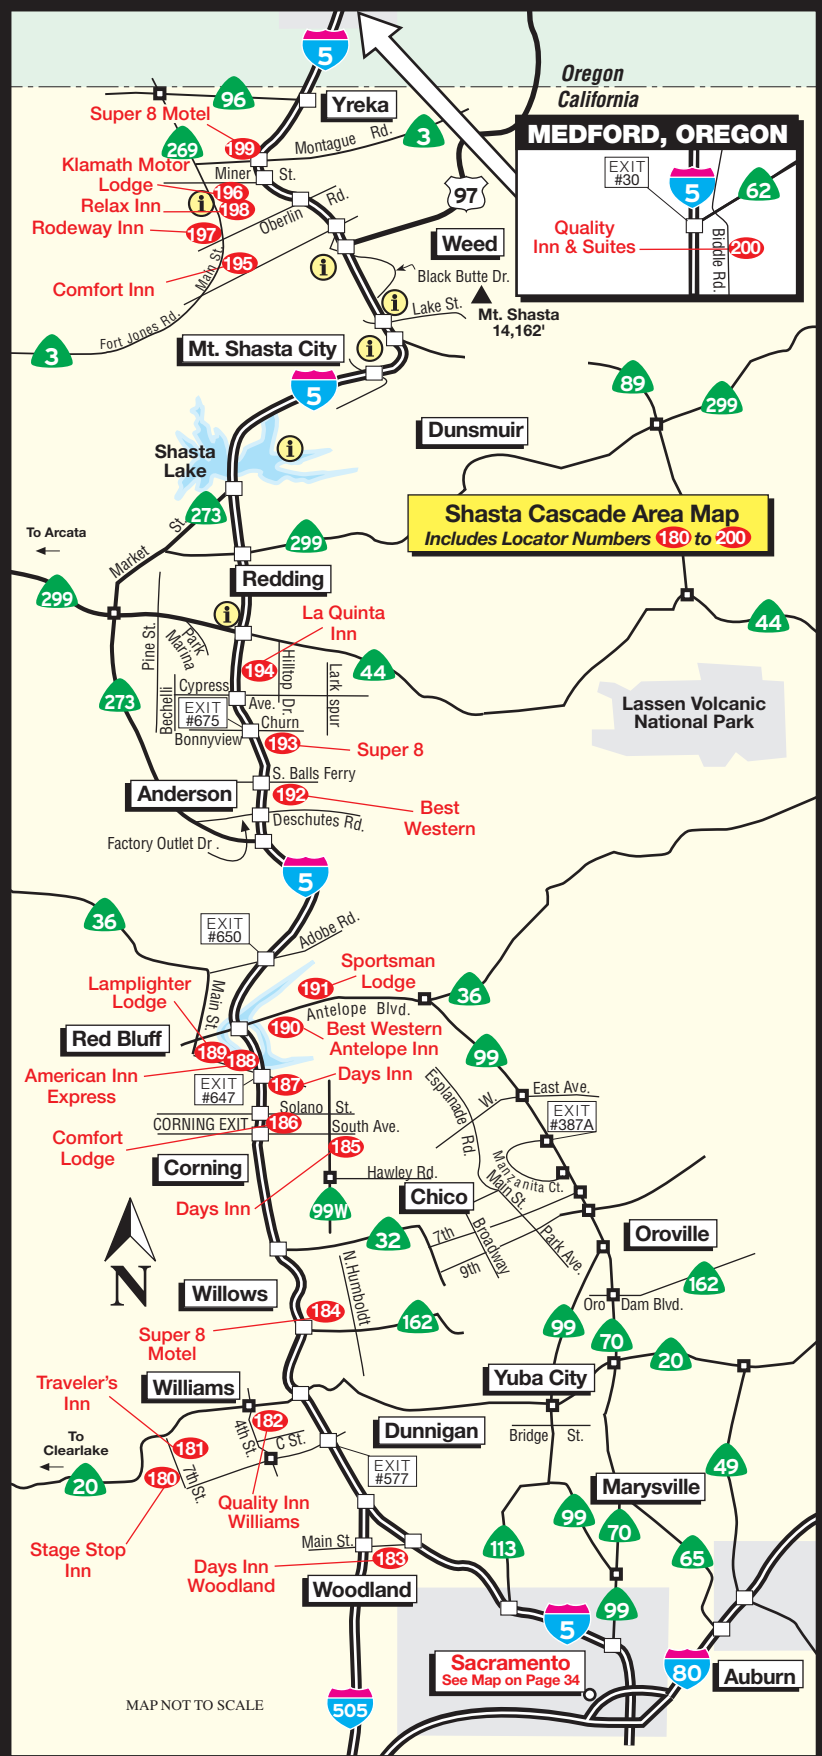 5
Oregon
California
96
Yreka
Super 8 Motel
199
269
Montague Rd.
3
MEDFORD, OREGON
EXIT
#30
5
62
Quality
Inn & Suites
200
Biddle Rd.
Klamath Motor
Lodge
196
Miner St.
Relax Inn
198
i
Rodeway Inn
197
Oberlin Rd.
97
Main St.
195
Comfort Inn
Weed
i
Black Butte Dr.
i
Lake St.
Mt. Shasta
14,162'
Fort Jones Rd.
3
Mt. Shasta City
i
5
89
299
Dunsmuir
Shasta
Lake
i
273
Market St.
To Arcata
299
Shasta Cascade Area Map
Includes Locator Numbers 180 to 200
Redding
299
i
La Quinta
Inn
44
Pine St.
Park
Marina
194
Hilltop Dr.
Lark spur
44
273
Bechelli
Cypress
Ave.
EXIT
#675
Churn
Bonnyview
193
Super 8
Lassen Volcanic
National Park
S. Balls Ferry
Anderson
192
Best
Western
Deschutes Rd.
Factory Outlet Dr .
5
36
EXIT
#650
Adobe Rd.
Sportsman
Lodge
191
36
Lamplighter
Lodge
Main St.
Antelope Blvd.
190
Best Western
Antelope Inn
Red Bluff
189
188
99
American Inn
Express
187
Days Inn
EXIT
#647
Esplanade Rd.
W. East Ave.
EXIT
#387A
Solano St.
CORNING EXIT
186
South Ave.
Comfort
Lodge
185
Corning
Hawley Rd.
Manzanita Ct.
Main St.
Chico
Days Inn
99W
32
7th
9th
Broadway
Park Ave.
Oroville
N
N.Humboldt
Willows
162
Oro Dam Blvd.
184
162
Super 8
Motel
99
70
20
Traveler's
Inn
Williams
Yuba City
182
4th St.
C St.
Dunnigan
Bridge St.
To
Clearlake
181
20
180
7th St.
EXIT
#577
49
Quality Inn
Williams
Marysville
Stage Stop
Inn
99
70
113
65
Main St.
183
Days Inn
Woodland
Woodland
99
5
Sacramento
See Map on Page 34
80
Auburn
MAP NOT TO SCALE
505